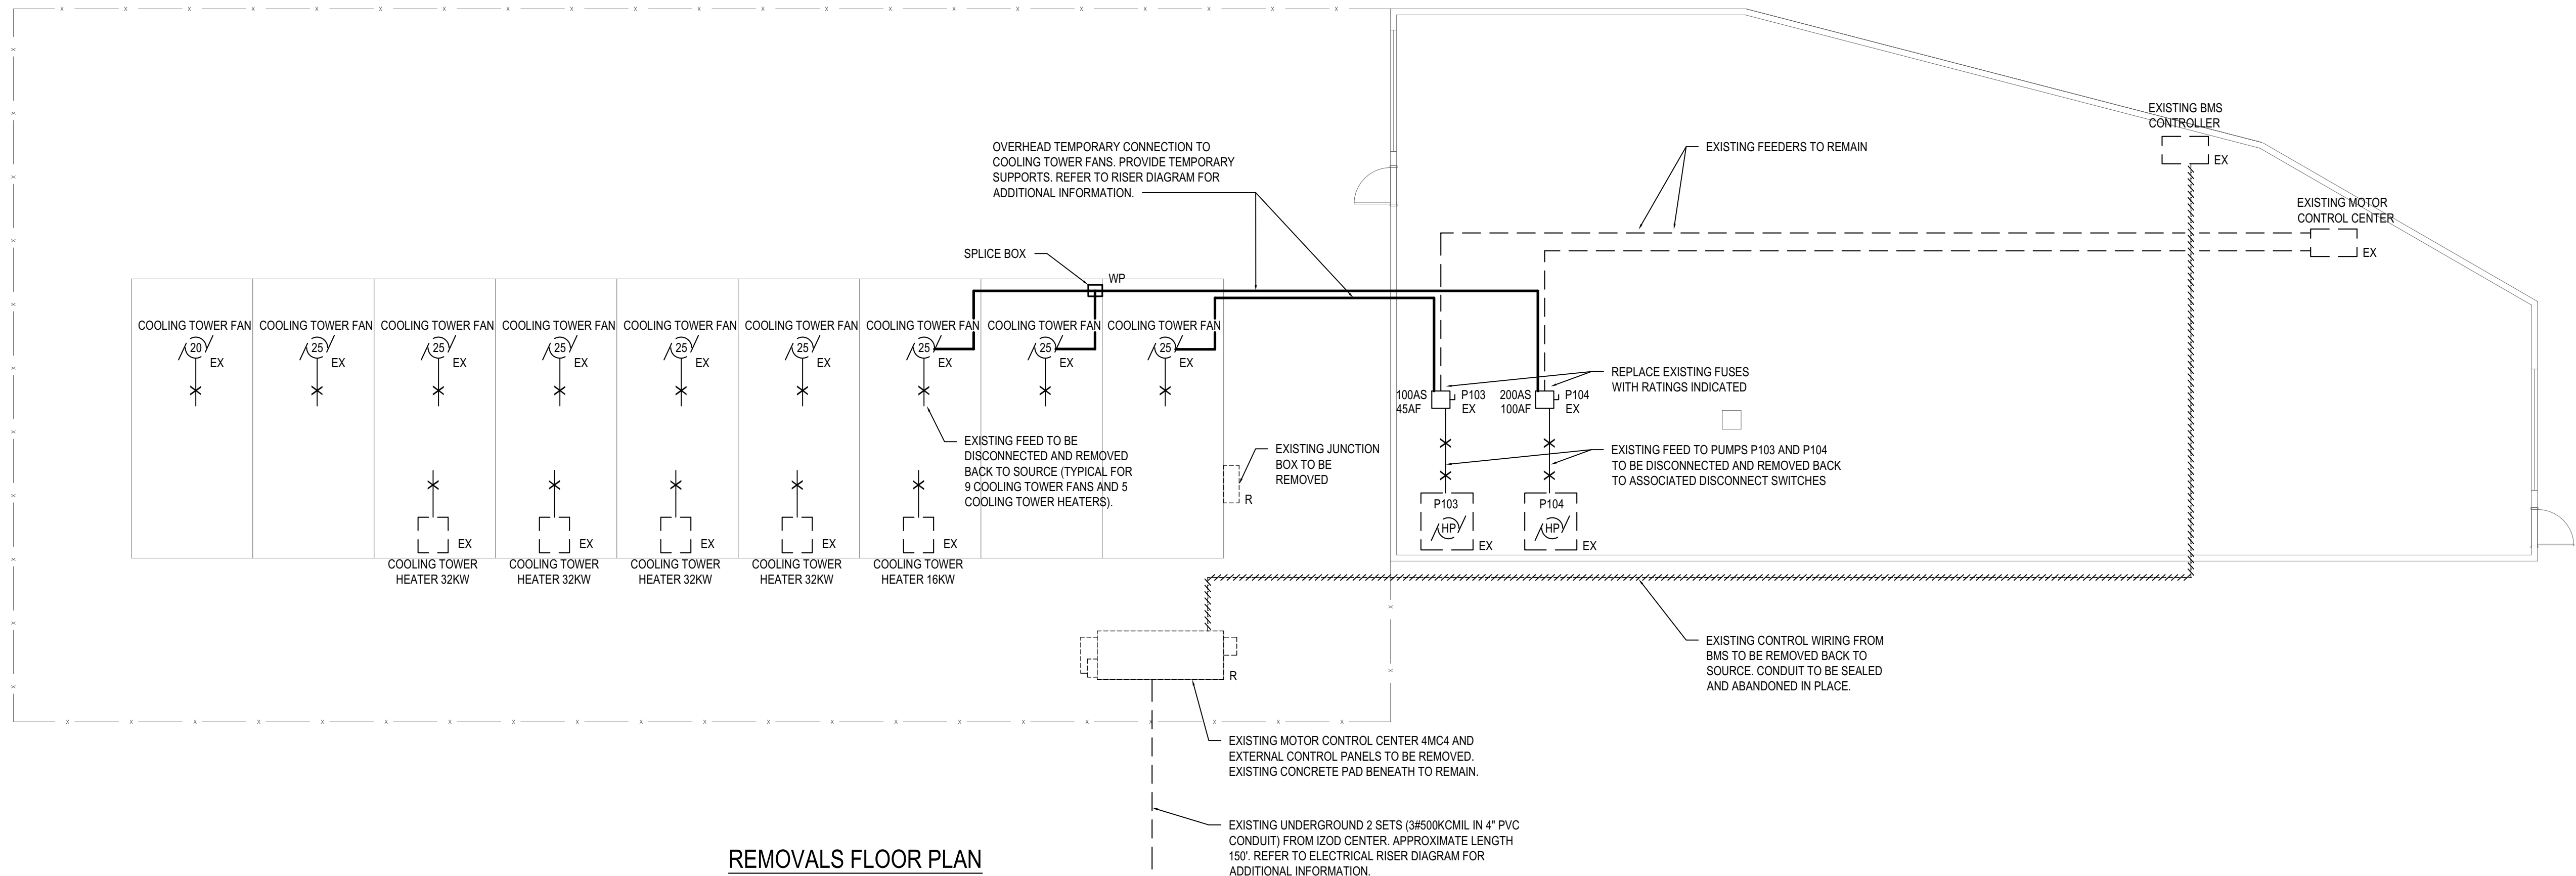 EXISTING BMS
CONTROLLER
EX
OVERHEAD TEMPORARY CONNECTION TO
COOLING TOWER FANS. PROVIDE TEMPORARY
SUPPORTS. REFER TO RISER DIAGRAM FOR
ADDITIONAL INFORMATION.
EXISTING FEEDERS TO REMAIN
EXISTING MOTOR
CONTROL CENTER
EX
SPLICE BOX
WP
COOLING TOWER FAN
20
EX
COOLING TOWER FAN
25
EX
COOLING TOWER FAN
25
EX
COOLING TOWER FAN
25
EX
COOLING TOWER FAN
25
EX
COOLING TOWER FAN
25
EX
COOLING TOWER FAN
25
EX
COOLING TOWER FAN
25
EX
COOLING TOWER FAN
25
EX
REPLACE EXISTING FUSES
WITH RATINGS INDICATED
100AS
45AF
P103
EX
200AS
100AF
P104
EX
EXISTING FEED TO BE
DISCONNECTED AND REMOVED
BACK TO SOURCE (TYPICAL FOR
9 COOLING TOWER FANS AND 5
COOLING TOWER HEATERS).
EXISTING JUNCTION
BOX TO BE
REMOVED
R
EXISTING FEED TO PUMPS P103 AND P104
TO BE DISCONNECTED AND REMOVED BACK
TO ASSOCIATED DISCONNECT SWITCHES
P103
HP
EX
P104
HP
EX
EX
COOLING TOWER
HEATER 32KW
EX
COOLING TOWER
HEATER 32KW
EX
COOLING TOWER
HEATER 32KW
EX
COOLING TOWER
HEATER 32KW
EX
COOLING TOWER
HEATER 16KW
EXISTING CONTROL WIRING FROM
BMS TO BE REMOVED BACK TO
SOURCE. CONDUIT TO BE SEALED
AND ABANDONED IN PLACE.
R
EXISTING MOTOR CONTROL CENTER 4MC4 AND
EXTERNAL CONTROL PANELS TO BE REMOVED.
EXISTING CONCRETE PAD BENEATH TO REMAIN.
EXISTING UNDERGROUND 2 SETS (3#500KCMIL IN 4" PVC
CONDUIT) FROM IZOD CENTER. APPROXIMATE LENGTH
150'. REFER TO ELECTRICAL RISER DIAGRAM FOR
ADDITIONAL INFORMATION.
REMOVALS FLOOR PLAN